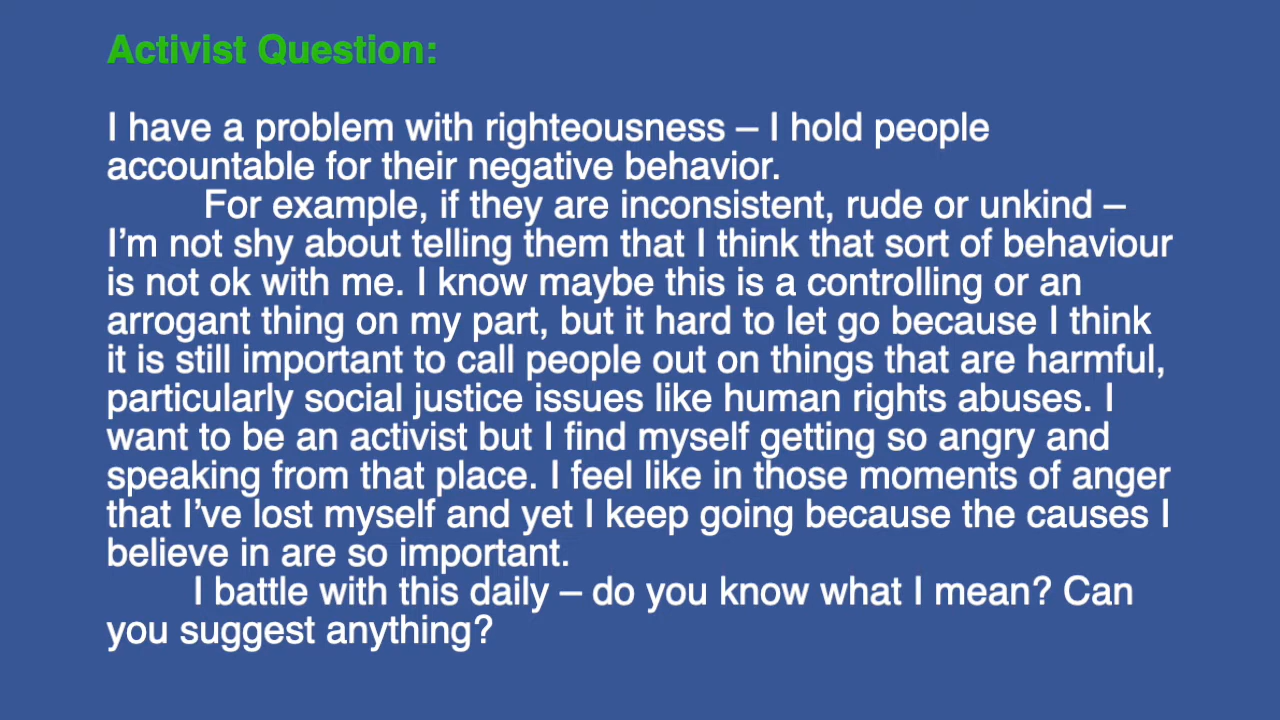 Activist Question:
I have a problem with righteousness – I hold people
accountable for their negative behavior.
For example, if they are inconsistent, rude or unkind –
I’m not shy about telling them that I think that sort of behaviour
is not ok with me. I know maybe this is a controlling or an
arrogant thing on my part, but it hard to let go because I think
it is still important to call people out on things that are harmful,
particularly social justice issues like human rights abuses. I
want to be an activist but I find myself getting so angry and
speaking from that place. I feel like in those moments of anger
that I’ve lost myself and yet I keep going because the causes I
believe in are so important.
I battle with this daily – do you know what I mean? Can
you suggest anything?